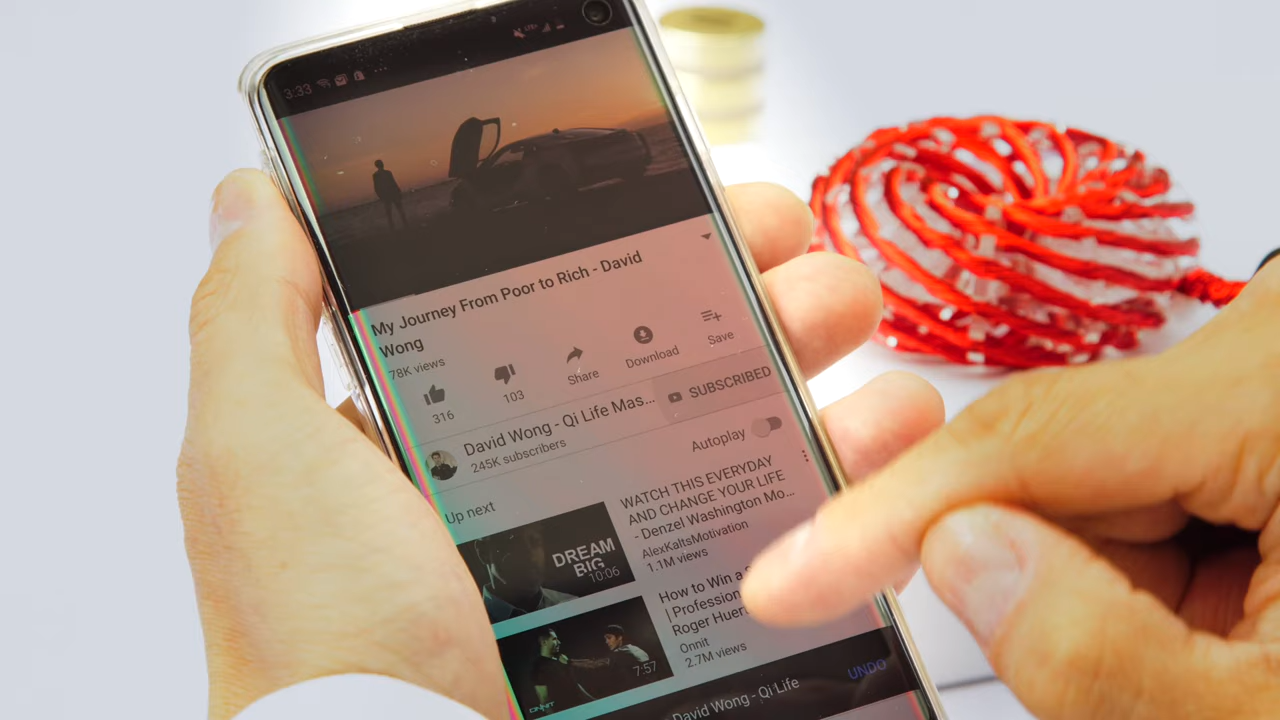 3:33
My Journey From Poor to Rich - David
Wong
78K views
316
103
Share
Download
Save
David Wong - Qi Life Mas...
245K subscribers
SUBSCRIBED
Autoplay
Up next
DREAM
BIG
10:06
WATCH THIS EVERYDAY
AND CHANGE YOUR LIFE
- Denzel Washington Mo...
AlexKaltsMotivation
1.1M views
ONNIT
7:57
How to Win a
| Profession
Roger Huer
Onnit
2.7M views
David Wong - Qi Life
UNDO